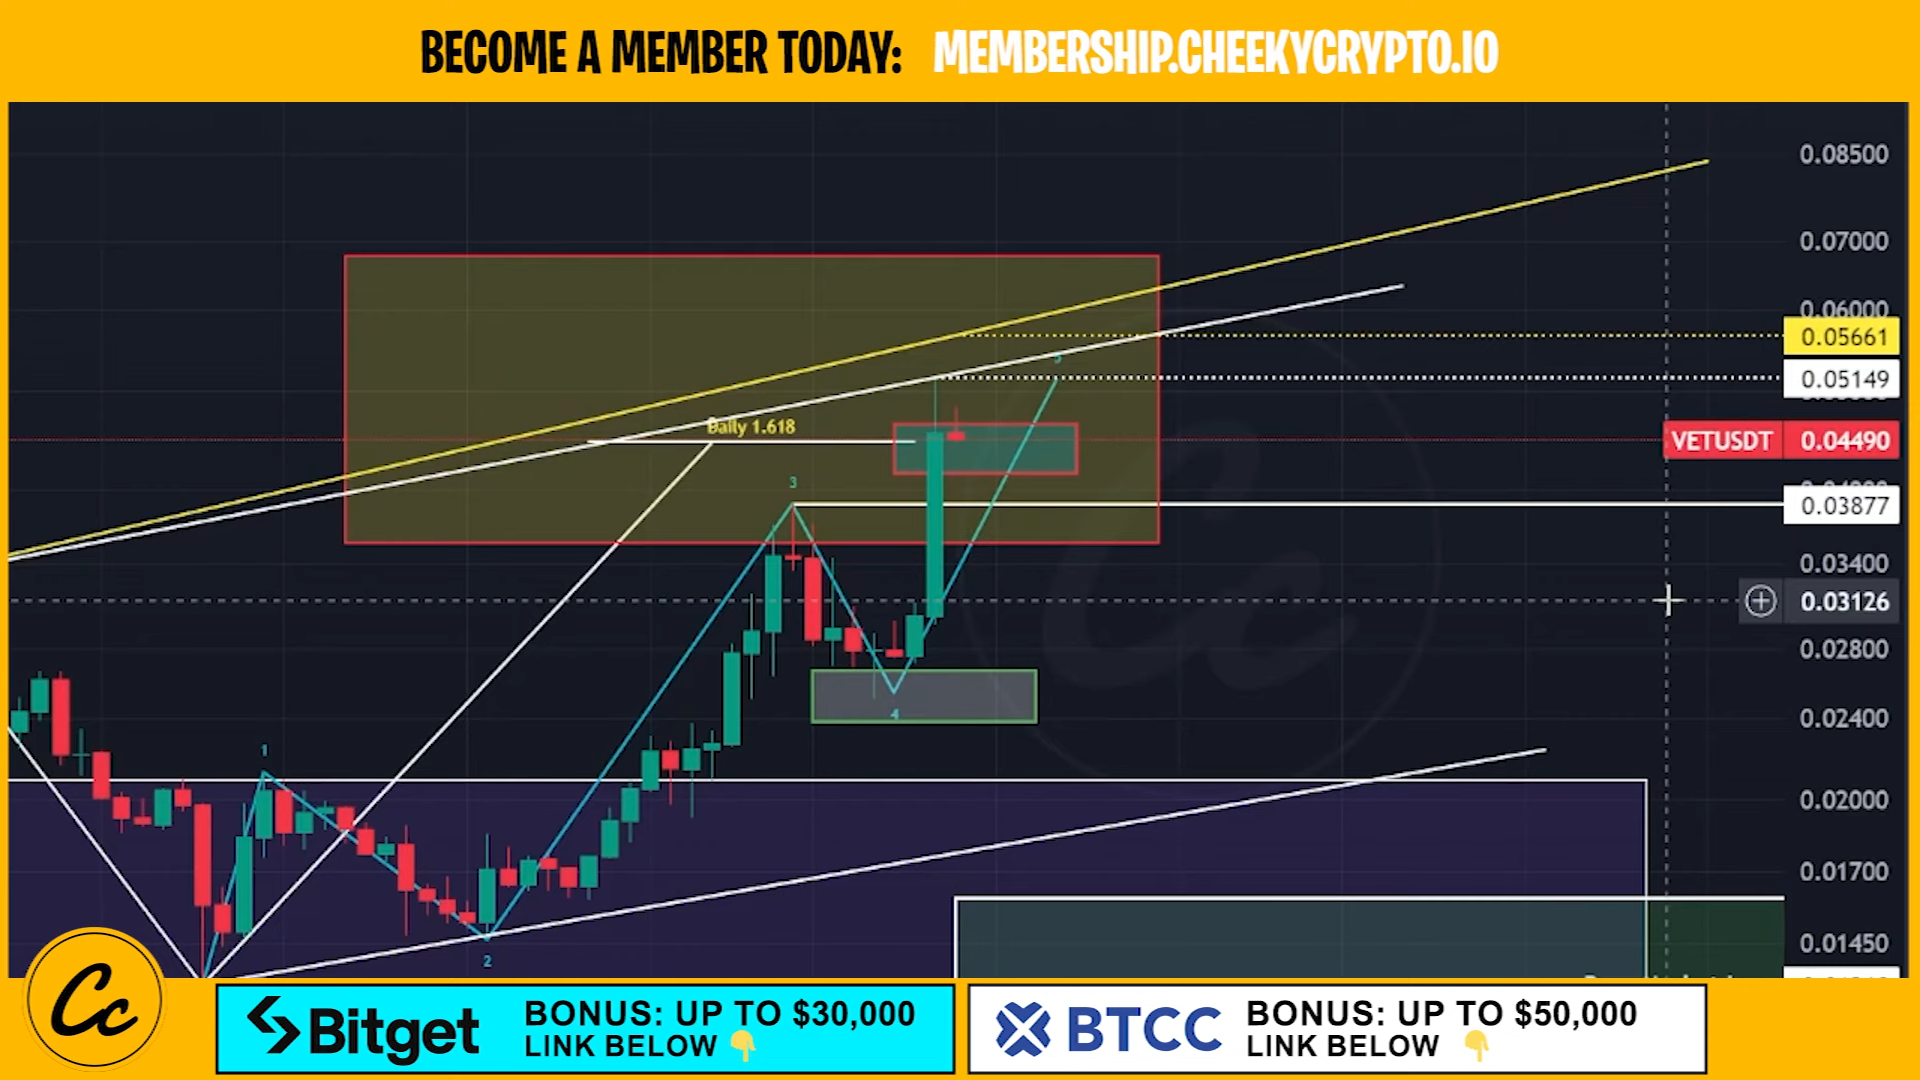 BECOME A MEMBER TODAY: MEMBERSHIP.CHEEKYCRYPTO.IO
0.08500
0.07000
0.06000
0.05661
0.05149
Daily 1.618
VETUSDT 0.04490
3
0.03877
0.03400
0.03126
0.02800
4
0.02400
1
0.02000
0.01700
0.01450
2
Cc
Cc
Bitget
BONUS: UP TO $30,000
LINK BELOW 👇
BTCC
BONUS: UP TO $50,000
LINK BELOW 👇